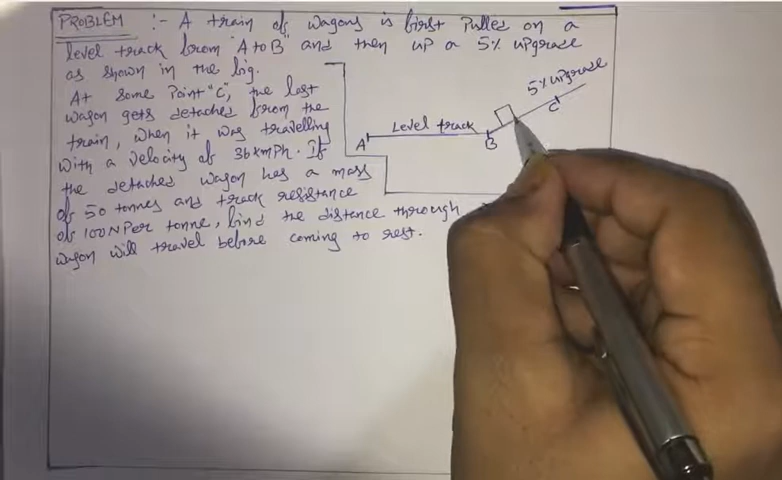 PROBLEM :- A train of wagons is first pulled on a
level track from A to B and then up a 5% upgrade
as shown in the fig.
At some Point "C", the last
wagon gets detached from the
train, when it was travelling
with a velocity of 36 kmph. If
the detached wagon has a mass
of 50 tonnes and track resistance
of 100N Per tonne, find the distance through
wagon will travel before coming to rest.
5% upgrade
Level track
A
B
C